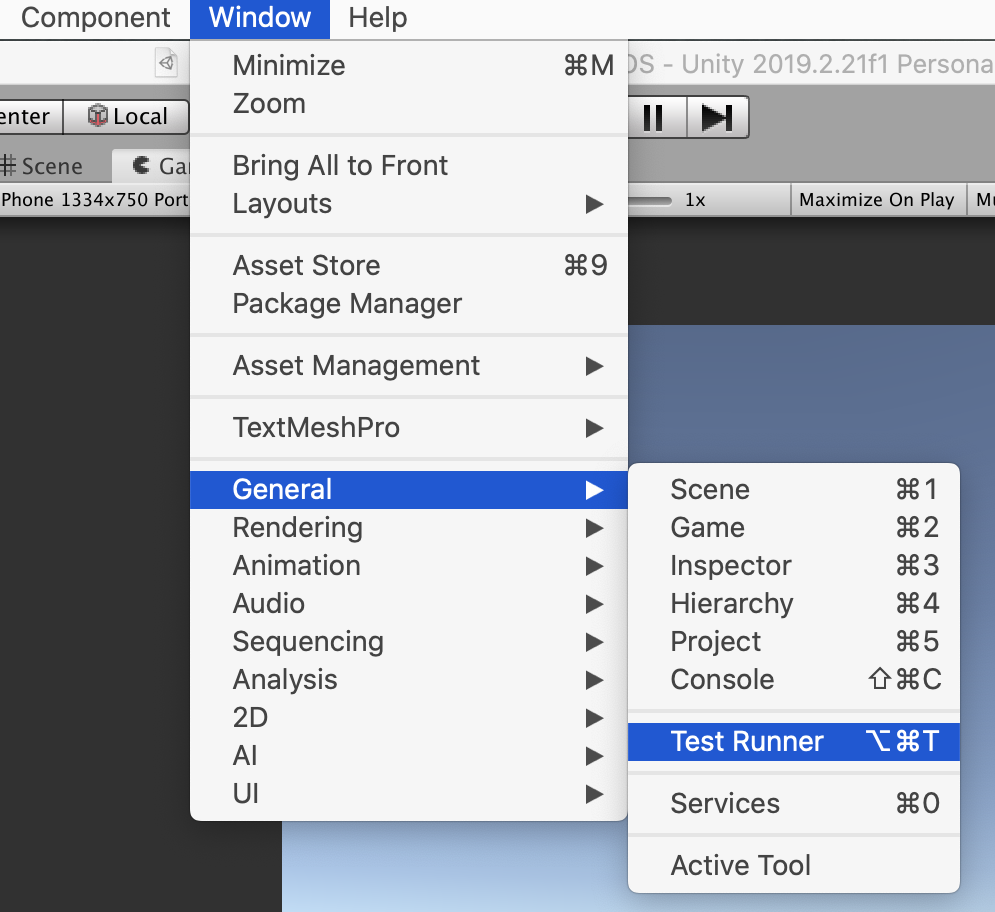 Component Window Help
Minimize ⌘M
OS - Unity 2019.2.21f1 Persona
Zoom
enter Local
Bring All to Front
Scene Ga
Phone 1334x750 Port
Layouts
1x Maximize On Play Mu
Asset Store ⌘9
Package Manager
Asset Management
TextMeshPro
General
Rendering
Animation
Audio
Sequencing
Analysis
2D
AI
UI
Scene ⌘1
Game ⌘2
Inspector ⌘3
Hierarchy ⌘4
Project ⌘5
Console ⇧⌘C
Test Runner ⌥⌘T
Services ⌘0
Active Tool